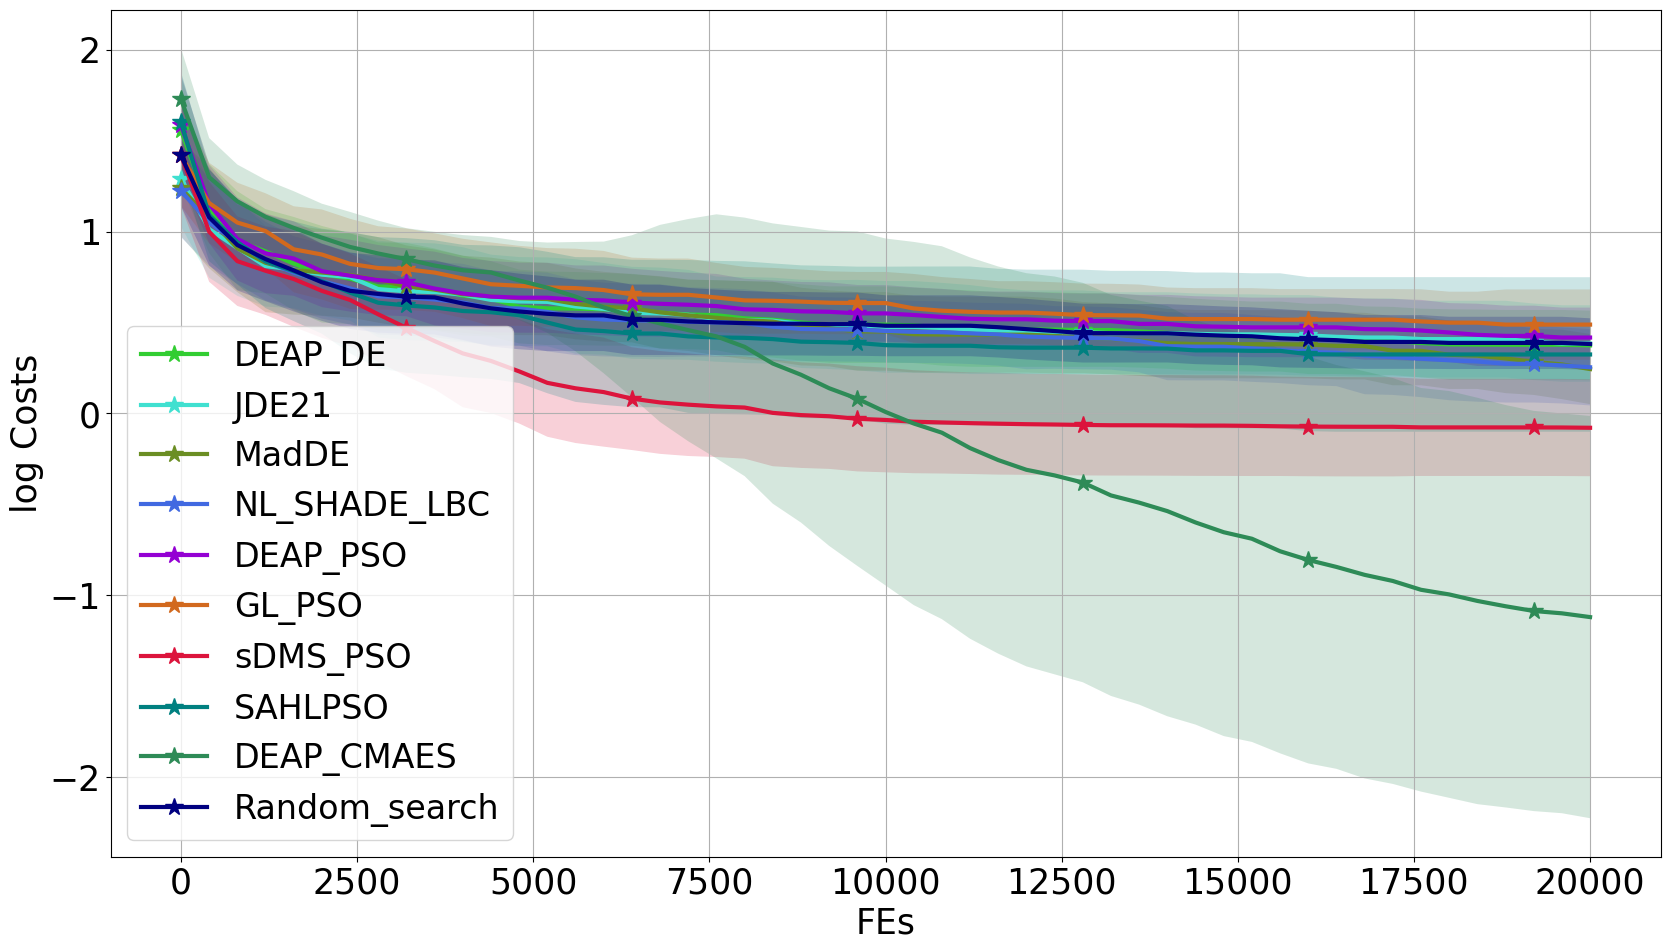 log Costs
2
1
0
−1
−2
DEAP_DE
JDE21
MadDE
NL_SHADE_LBC
DEAP_PSO
GL_PSO
sDMS_PSO
SAHLPSO
DEAP_CMAES
Random_search
0 2500 5000 7500 10000 12500 15000 17500 20000
FEs